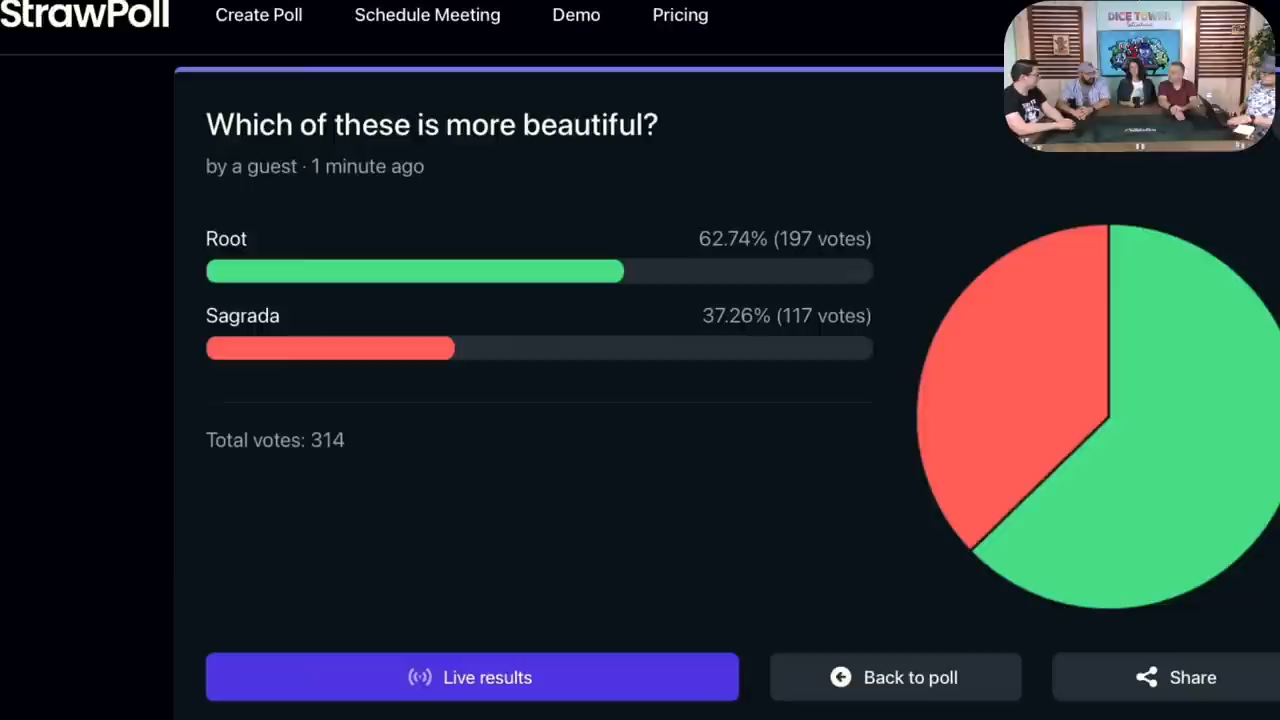 StrawPoll
Create Poll
Schedule Meeting
Demo
Pricing
DICE TOWER
Which of these is more beautiful?
by a guest · 1 minute ago
Root
62.74% (197 votes)
Sagrada
37.26% (117 votes)
Total votes: 314
Live results
Back to poll
Share